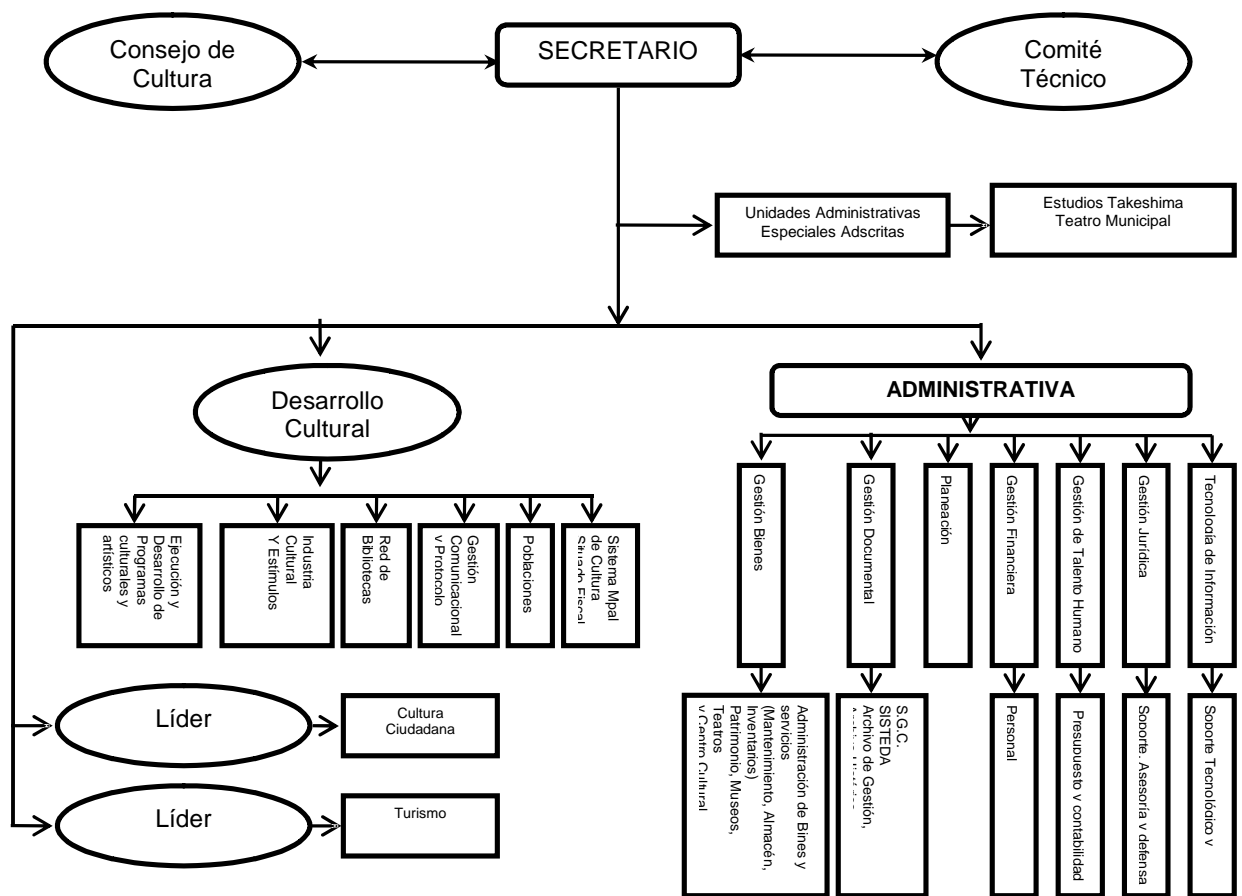 Consejo de
Cultura
SECRETARIO
Comité
Técnico
Unidades Administrativas
Especiales Adscritas
Estudios Takeshima
Teatro Municipal
Desarrollo
Cultural
ADMINISTRATIVA
Ejecución y
Desarrollo de
Programas
culturales y
artísticos
Industria
Cultural
Y Estímulos
Red de
Bibliotecas
Gestión
Comunicacional
y Protocolo
Poblaciones
Sistema Mpal
de Cultura
Gestión Bienes
Gestión Documental
Planeación
Gestión Financiera
Gestión de Talento Humano
Gestión Jurídica
Tecnología de Información
Administración de Bines y
servicios
(Mantenimiento, Almacén,
Inventarios)
Patrimonio, Museos,
Teatros
y Centro Cultural
S.G.C.
SISTEDA
Archivo de Gestión,
Personal
Presupuesto y contabilidad
Soporte, Asesoría y defensa
Soporte Tecnológico y
Líder
Cultura
Ciudadana
Líder
Turismo